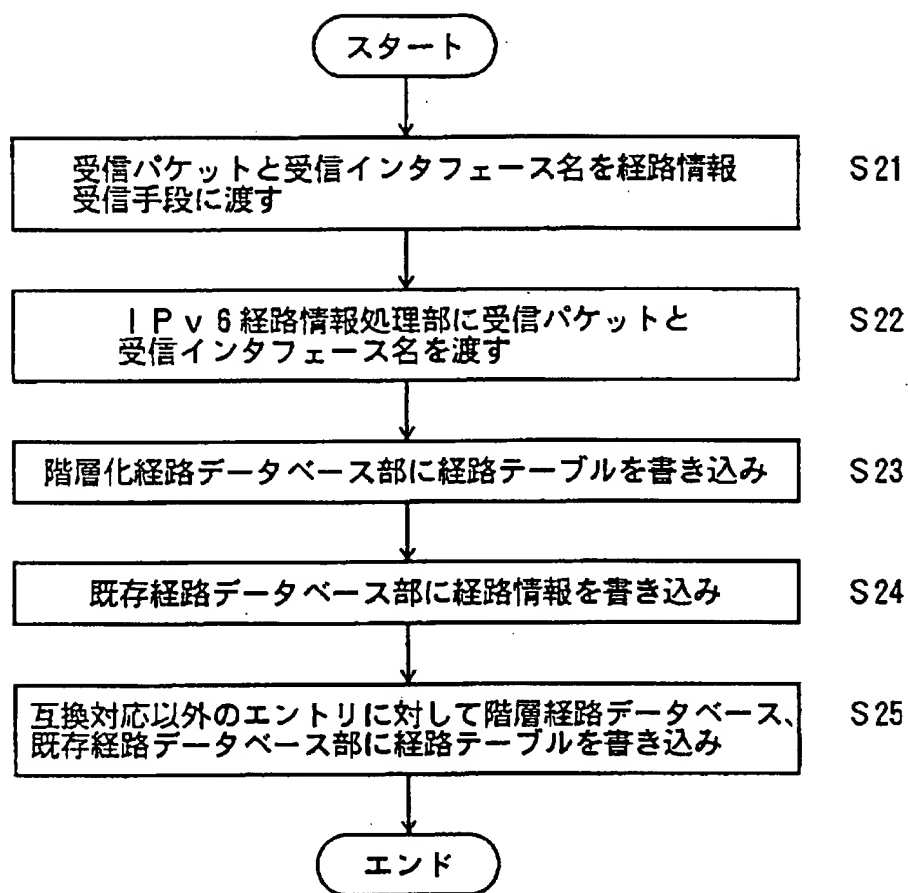 スタート
受信パケットと受信インタフェース名を経路情報
受信手段に渡す
S21
IPv6経路情報処理部に受信パケットと
受信インタフェース名を渡す
S22
階層化経路データベース部に経路テーブルを書き込み
S23
既存経路データベース部に経路情報を書き込み
S24
互換対応以外のエントリに対して階層経路データベース、
既存経路データベース部に経路テーブルを書き込み
S25
エンド